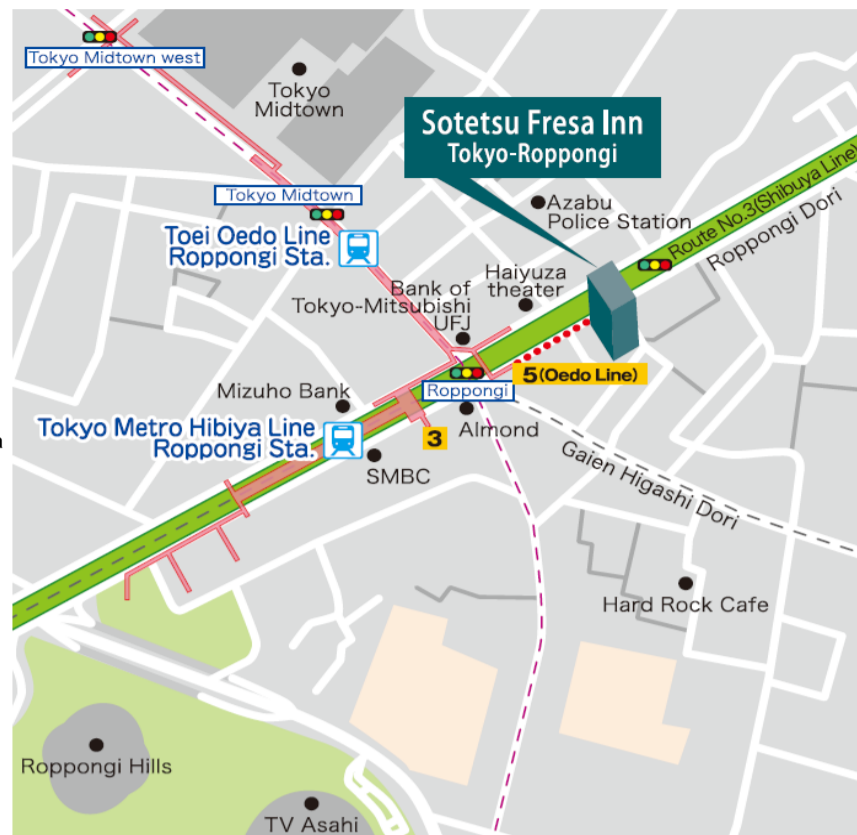 Tokyo Midtown west
Tokyo
Midtown
Sotetsu Fresa Inn
Tokyo-Roppongi
Tokyo Midtown
Azabu
Police Station
Route No.3(Shibuya Line)
Roppongi Dori
Toei Oedo Line
Roppongi Sta.
Haiyuza
theater
Bank of
Tokyo-Mitsubishi
UFJ
Roppongi
5(Oedo Line)
Mizuho Bank
Tokyo Metro Hibiya Line
Roppongi Sta.
3
Almond
SMBC
Gaien Higashi Dori
Hard Rock Cafe
Roppongi Hills
TV Asahi